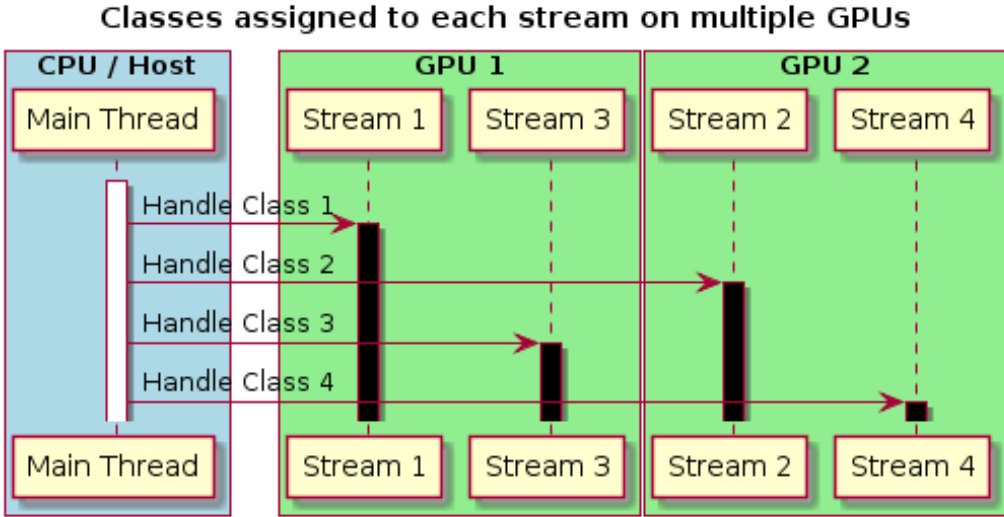 Classes assigned to each stream on multiple GPUs
CPU / Host GPU 1 GPU 2
Main Thread Stream 1 Stream 3 Stream 2 Stream 4
Handle Class 1
Handle Class 2
Handle Class 3
Handle Class 4
Main Thread Stream 1 Stream 3 Stream 2 Stream 4